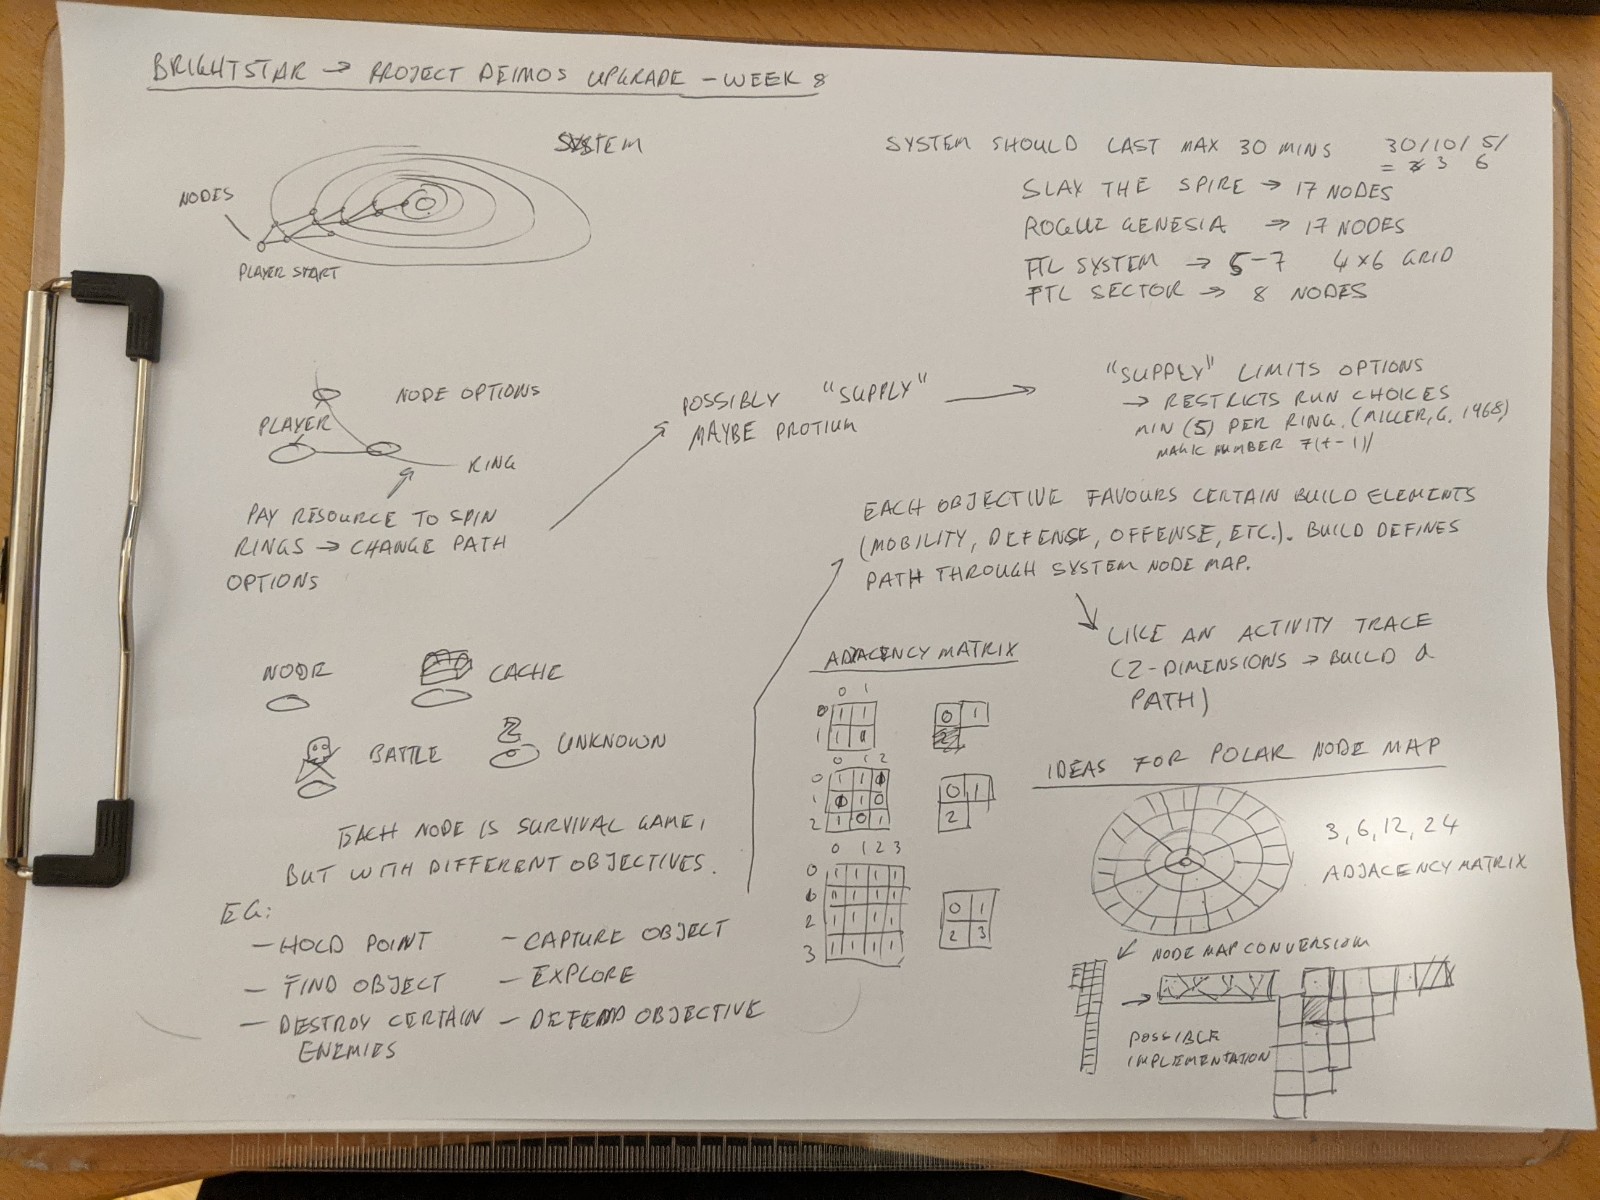 BRIGHTSTAR → PROJECT DEIMOS UPGRADE - WEEK 8
SYSTEM
NODES
PLAYER START
SYSTEM SHOULD LAST MAX 30 MINS 30/10/5/
= 3 6
SLAY THE SPIRE → 17 NODES
ROGUE GENESIA → 17 NODES
FTL SYSTEM → 5-7 4×6 GRID
FTL SECTOR → 8 NODES
NODE OPTIONS
PLAYER
RING
PAY RESOURCE TO SPIN
RINGS → CHANGE PATH
OPTIONS
POSSIBLY "SUPPLY"
MAYBE PROTIUM
"SUPPLY" LIMITS OPTIONS
→ RESTRICTS RUN CHOICES
MIN (5) PER RING. (MILLER, G. 1968)
MAGIC NUMBER 7(+-1)/
EACH OBJECTIVE FAVOURS CERTAIN BUILD ELEMENTS
(MOBILITY, DEFENSE, OFFENSE, ETC.). BUILD DEFINES
PATH THROUGH SYSTEM NODE MAP.
LIKE AN ACTIVITY TRACE
(2-DIMENSIONS → BUILD a
PATH)
NODE
CACHE
BATTLE
UNKNOWN
EACH NODE IS SURVIVAL GAME,
BUT WITH DIFFERENT OBJECTIVES.
EG:
- HOLD POINT
- FIND OBJECT
- DESTROY CERTAIN
ENEMIES
- CAPTURE OBJECT
- EXPLORE
- DEFEND OBJECTIVE
ADJACENCY MATRIX
0 1
0 1 1
1 1
0 1
0 1 2
0 1 1 0
1 0 1 0
2 1 0 1
0 1
2
0 1 2 3
0 1 1 1 1
1 1 1 1
2 1 1 1 1
3 1 1 1 1
0 1
2 3
IDEAS FOR POLAR NODE MAP
3, 6, 12, 24
ADJACENCY MATRIX
NODE MAP CONVERSION
→
POSSIBLE
IMPLEMENTATION